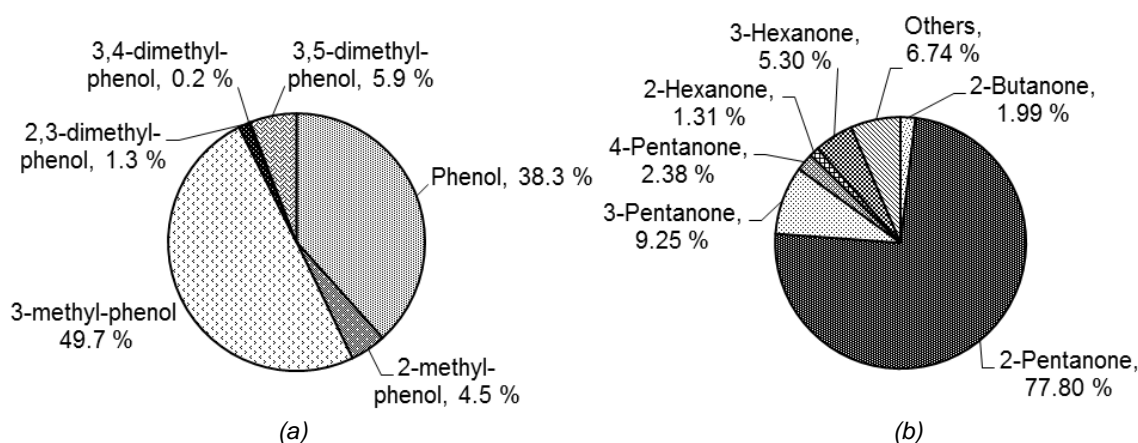 3,4-dimethyl-
phenol, 0.2 %
3,5-dimethyl-
phenol, 5.9 %
2,3-dimethyl-
phenol, 1.3 %
Phenol, 38.3 %
3-methyl-phenol
49.7 %
2-methyl-
phenol, 4.5 %
(a)
3-Hexanone,
5.30 %
Others,
6.74 %
2-Hexanone,
1.31 %
2-Butanone,
1.99 %
4-Pentanone,
2.38 %
3-Pentanone,
9.25 %
2-Pentanone,
77.80 %
(b)